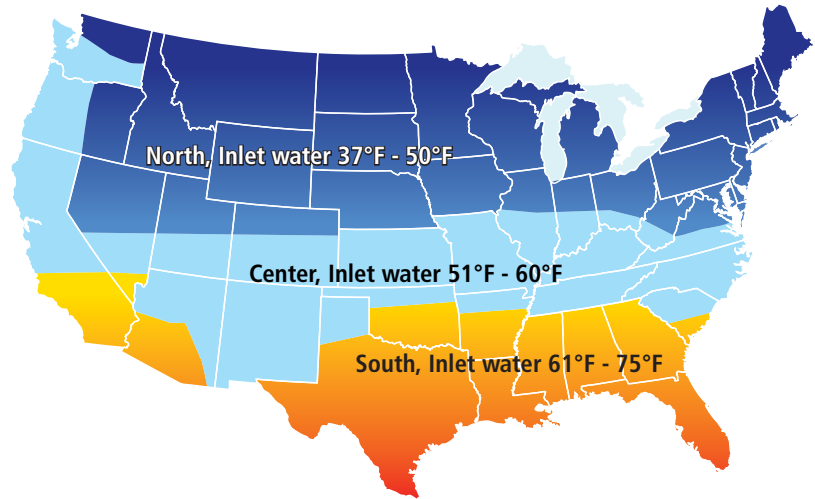 North, Inlet water 37°F - 50°F
Center, Inlet water 51°F - 60°F
South, Inlet water 61°F - 75°F